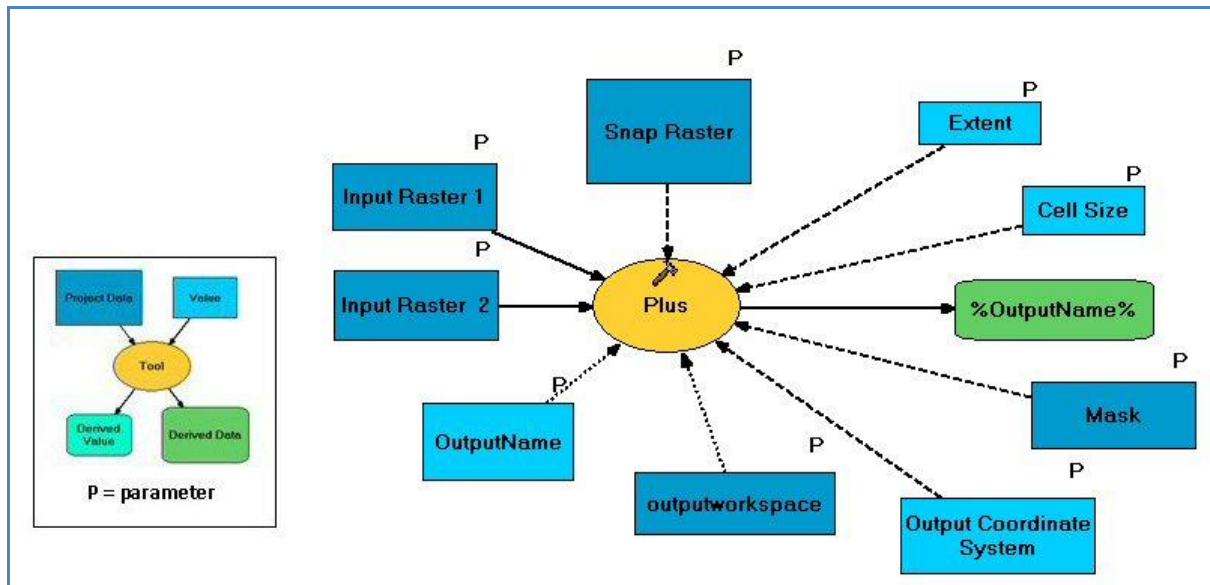 P
Snap Raster
P
Extent
P
Input Raster 1
P
Cell Size
P
Input Raster 2
Plus
%OutputName%
P
OutputName
P
outputworkspace
P
Mask
P
Output Coordinate
System
Project Data
Value
Tool
Derived
Value
Derived Data
P = parameter